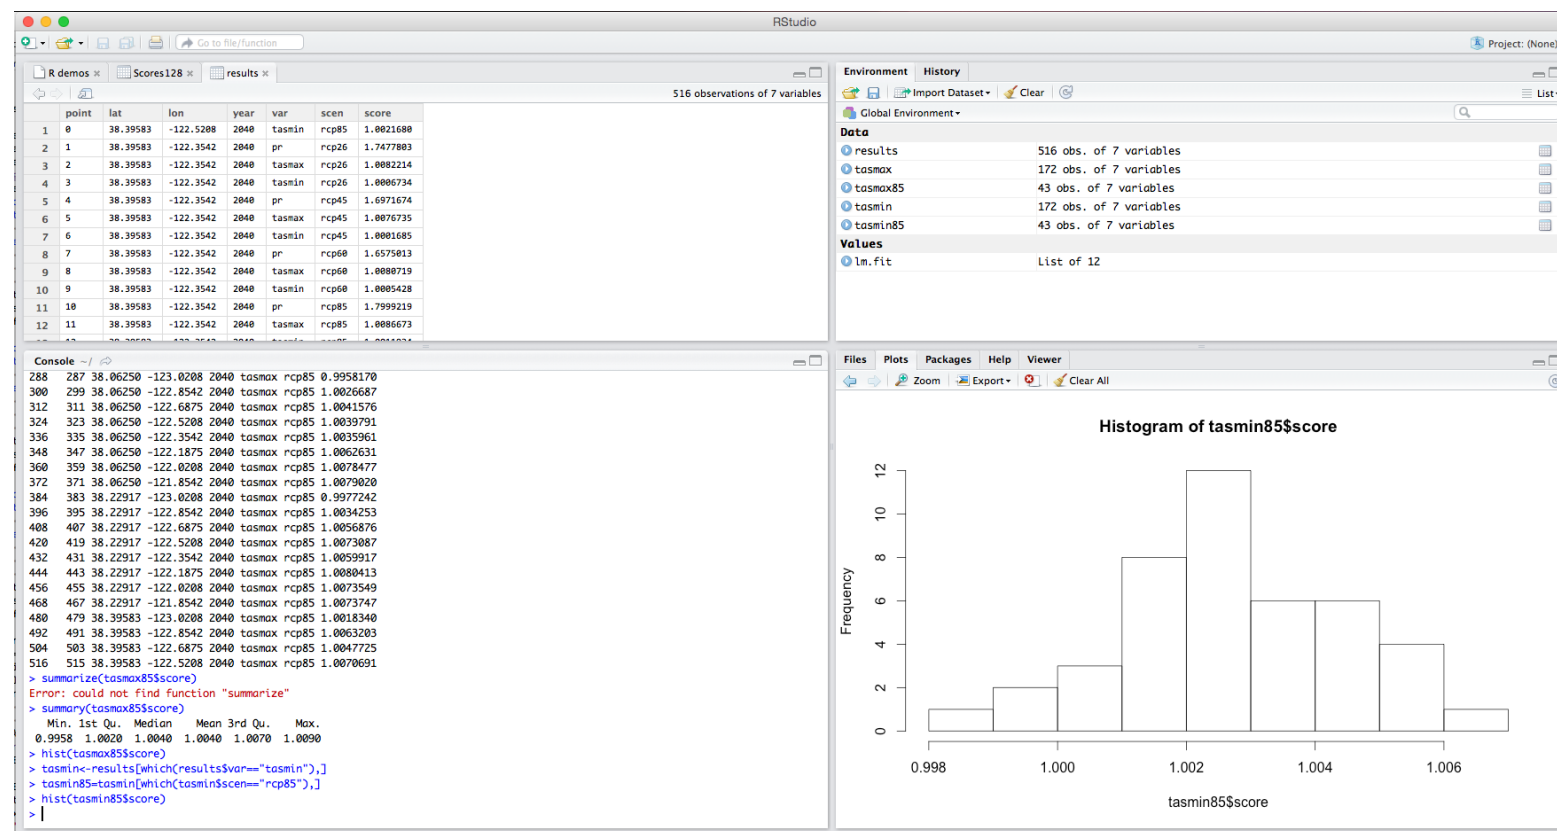 RStudio
Go to file/function
Project: (None)
R demos
Scores128
results
516 observations of 7 variables
point lat lon year var scen score
1 0 38.39583 -122.5208 2040 tasmin rcp85 1.0021680
2 1 38.39583 -122.3542 2040 pr rcp26 1.7477803
3 2 38.39583 -122.3542 2040 tasmax rcp26 1.0082214
4 3 38.39583 -122.3542 2040 tasmin rcp26 1.0006734
5 4 38.39583 -122.3542 2040 pr rcp45 1.6971674
6 5 38.39583 -122.3542 2040 tasmax rcp45 1.0076735
7 6 38.39583 -122.3542 2040 tasmin rcp45 1.0001685
8 7 38.39583 -122.3542 2040 pr rcp60 1.6575013
9 8 38.39583 -122.3542 2040 tasmax rcp60 1.0080719
10 9 38.39583 -122.3542 2040 tasmin rcp60 1.0005428
11 10 38.39583 -122.3542 2040 pr rcp85 1.7999219
12 11 38.39583 -122.3542 2040 tasmax rcp85 1.0086673
Environment History
Import Dataset Clear List
Global Environment
Data
results 516 obs. of 7 variables
tasmax 172 obs. of 7 variables
tasmax85 43 obs. of 7 variables
tasmin 172 obs. of 7 variables
tasmin85 43 obs. of 7 variables
Values
lm.fit List of 12
Console ~/
288 287 38.06250 -123.0208 2040 tasmax rcp85 0.9958170
300 299 38.06250 -122.8542 2040 tasmax rcp85 1.0026687
312 311 38.06250 -122.6875 2040 tasmax rcp85 1.0041576
324 323 38.06250 -122.5208 2040 tasmax rcp85 1.0039791
336 335 38.06250 -122.3542 2040 tasmax rcp85 1.0035961
348 347 38.06250 -122.1875 2040 tasmax rcp85 1.0062631
360 359 38.06250 -122.0208 2040 tasmax rcp85 1.0078477
372 371 38.06250 -121.8542 2040 tasmax rcp85 1.0079020
384 383 38.22917 -123.0208 2040 tasmax rcp85 0.9977242
396 395 38.22917 -122.8542 2040 tasmax rcp85 1.0034253
408 407 38.22917 -122.6875 2040 tasmax rcp85 1.0056876
420 419 38.22917 -122.5208 2040 tasmax rcp85 1.0073087
432 431 38.22917 -122.3542 2040 tasmax rcp85 1.0059917
444 443 38.22917 -122.1875 2040 tasmax rcp85 1.0080413
456 455 38.22917 -122.0208 2040 tasmax rcp85 1.0073549
468 467 38.22917 -121.8542 2040 tasmax rcp85 1.0073747
480 479 38.39583 -123.0208 2040 tasmax rcp85 1.0018340
492 491 38.39583 -122.8542 2040 tasmax rcp85 1.0063203
504 503 38.39583 -122.6875 2040 tasmax rcp85 1.0047725
516 515 38.39583 -122.5208 2040 tasmax rcp85 1.0070691
> summarize(tasmax85$score)
Error: could not find function "summarize"
> summary(tasmax85$score)
Min. 1st Qu. Median Mean 3rd Qu. Max.
0.9958 1.0020 1.0040 1.0040 1.0070 1.0090
> hist(tasmax85$score)
> tasmin<-results[which(results$var=="tasmin"),]
> tasmin85=tasmin[which(tasmin$scen=="rcp85"),]
> hist(tasmin85$score)
>
Files Plots Packages Help Viewer
Zoom Export Clear All
Histogram of tasmin85$score
Frequency
12
10
8
6
4
2
0
0.998 1.000 1.002 1.004 1.006
tasmin85$score